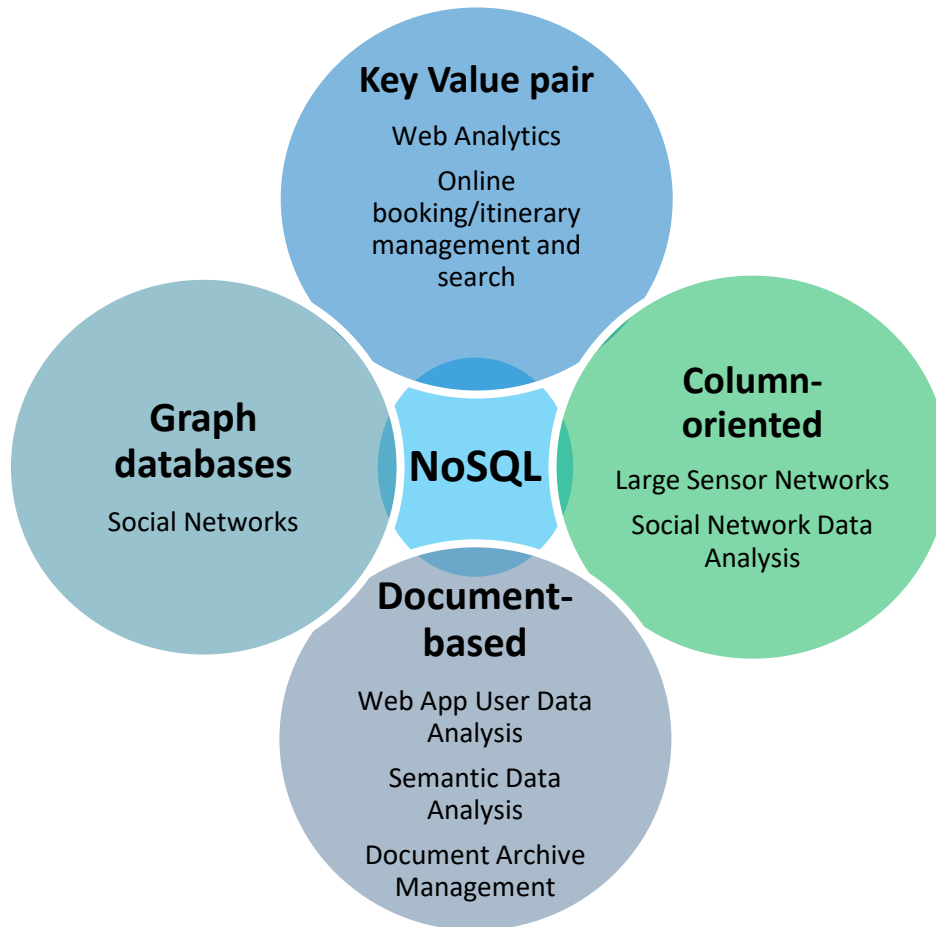 Key Value pair
Web Analytics
Online
booking/itinerary
management and
search
Graph
databases
Social Networks
NoSQL
Column-
oriented
Large Sensor Networks
Social Network Data
Analysis
Document-
based
Web App User Data
Analysis
Semantic Data
Analysis
Document Archive
Management